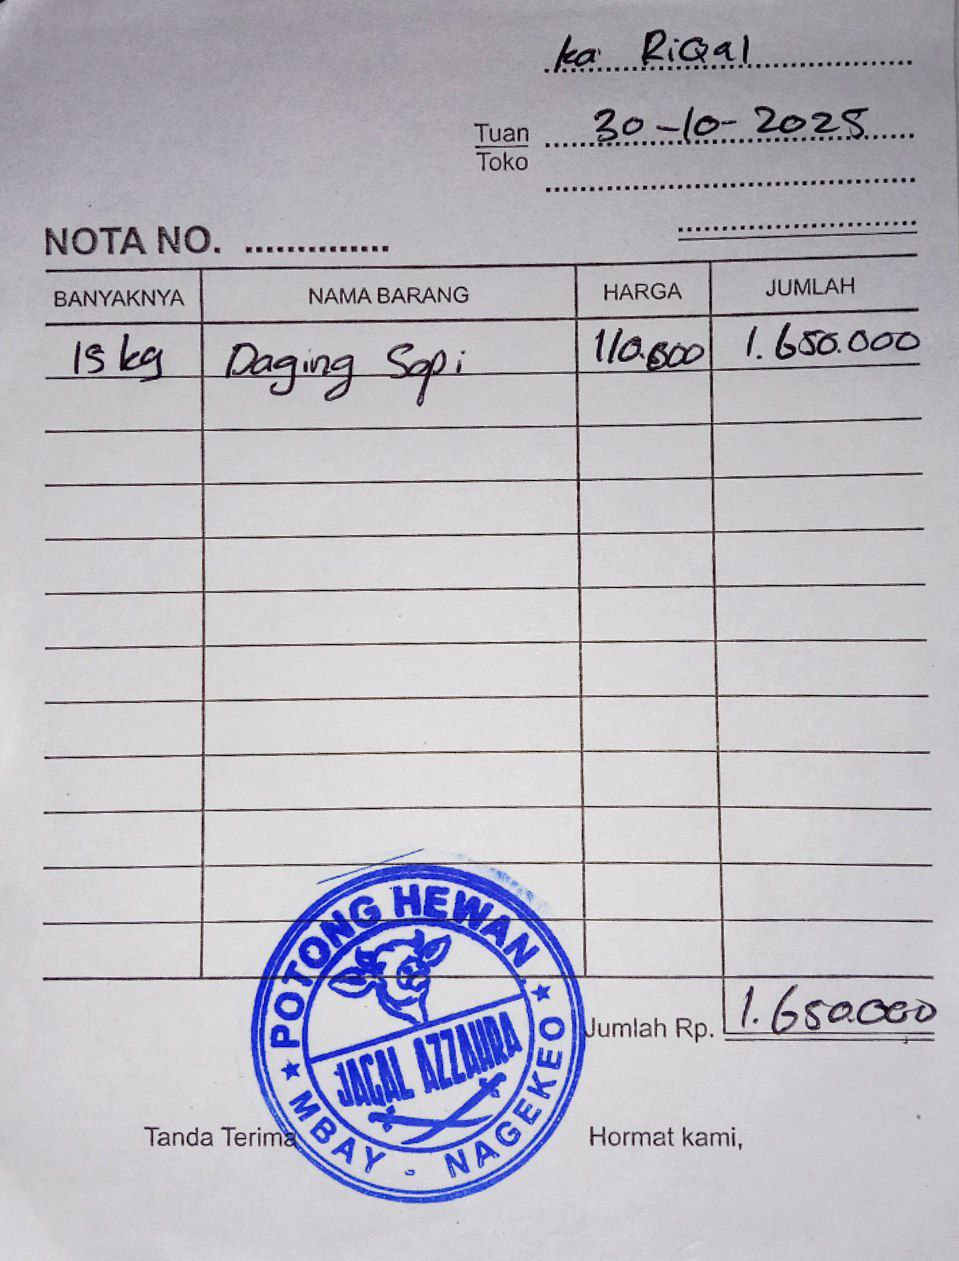 ka RiQal
Tuan 30-10-2025
Toko
NOTA NO. ..............
BANYAKNYA NAMA BARANG HARGA JUMLAH
15 kg Daging Sapi 110.000 1.650.000
Jumlah Rp. 1.650.000
POTONG HEWAN
JAGAL AZZAHRA
MBAY - NAGEKEO
Tanda Terima Hormat kami,